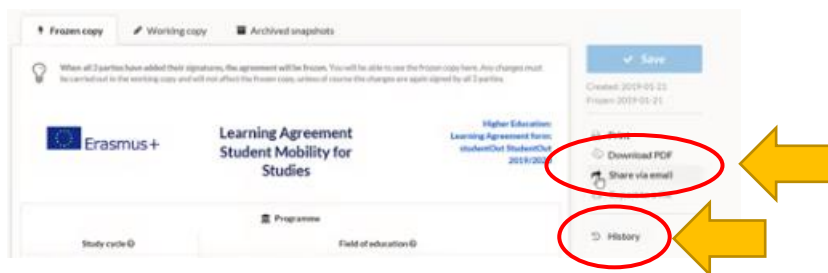 Frozen copy
Working copy
Archived snapshots
When all 3 parties have added their signatures, the agreement will be frozen. You will be able to see the frozen copy here. Any changes must
be carried out in the working copy and will not affect the frozen copy, unless of course the changes are again signed by all 3 parties.
Save
Created: 2019-01-21
Frozen: 2019-01-21
Erasmus+
Learning Agreement
Student Mobility for
Studies
Higher Education:
Learning Agreement form:
studentOut StudentOut
2019/2020
Print
Download PDF
Share via email
Programme
Study cycle
Field of education
History